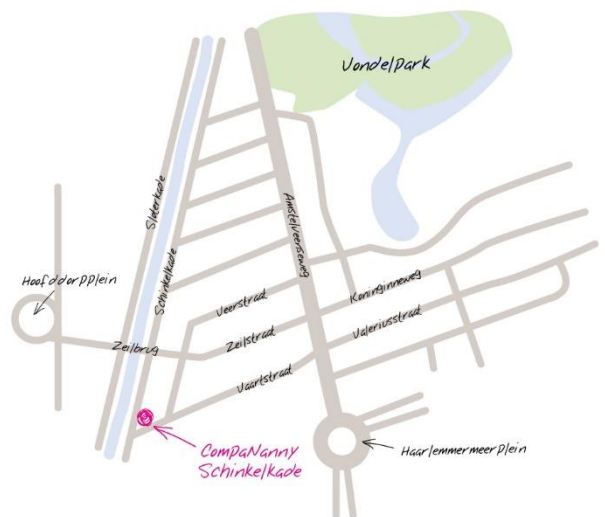 Vondelpark
Sloterkade
Schinkelkade
Amstelveenseweg
Hoofddorpplein
Veerstraat
Koninginneweg
Zeilbrug
Zeilstraat
Valeriusstraat
Vaartstraat
CompaNanny
Schinkelkade
Haarlemmermeerplein